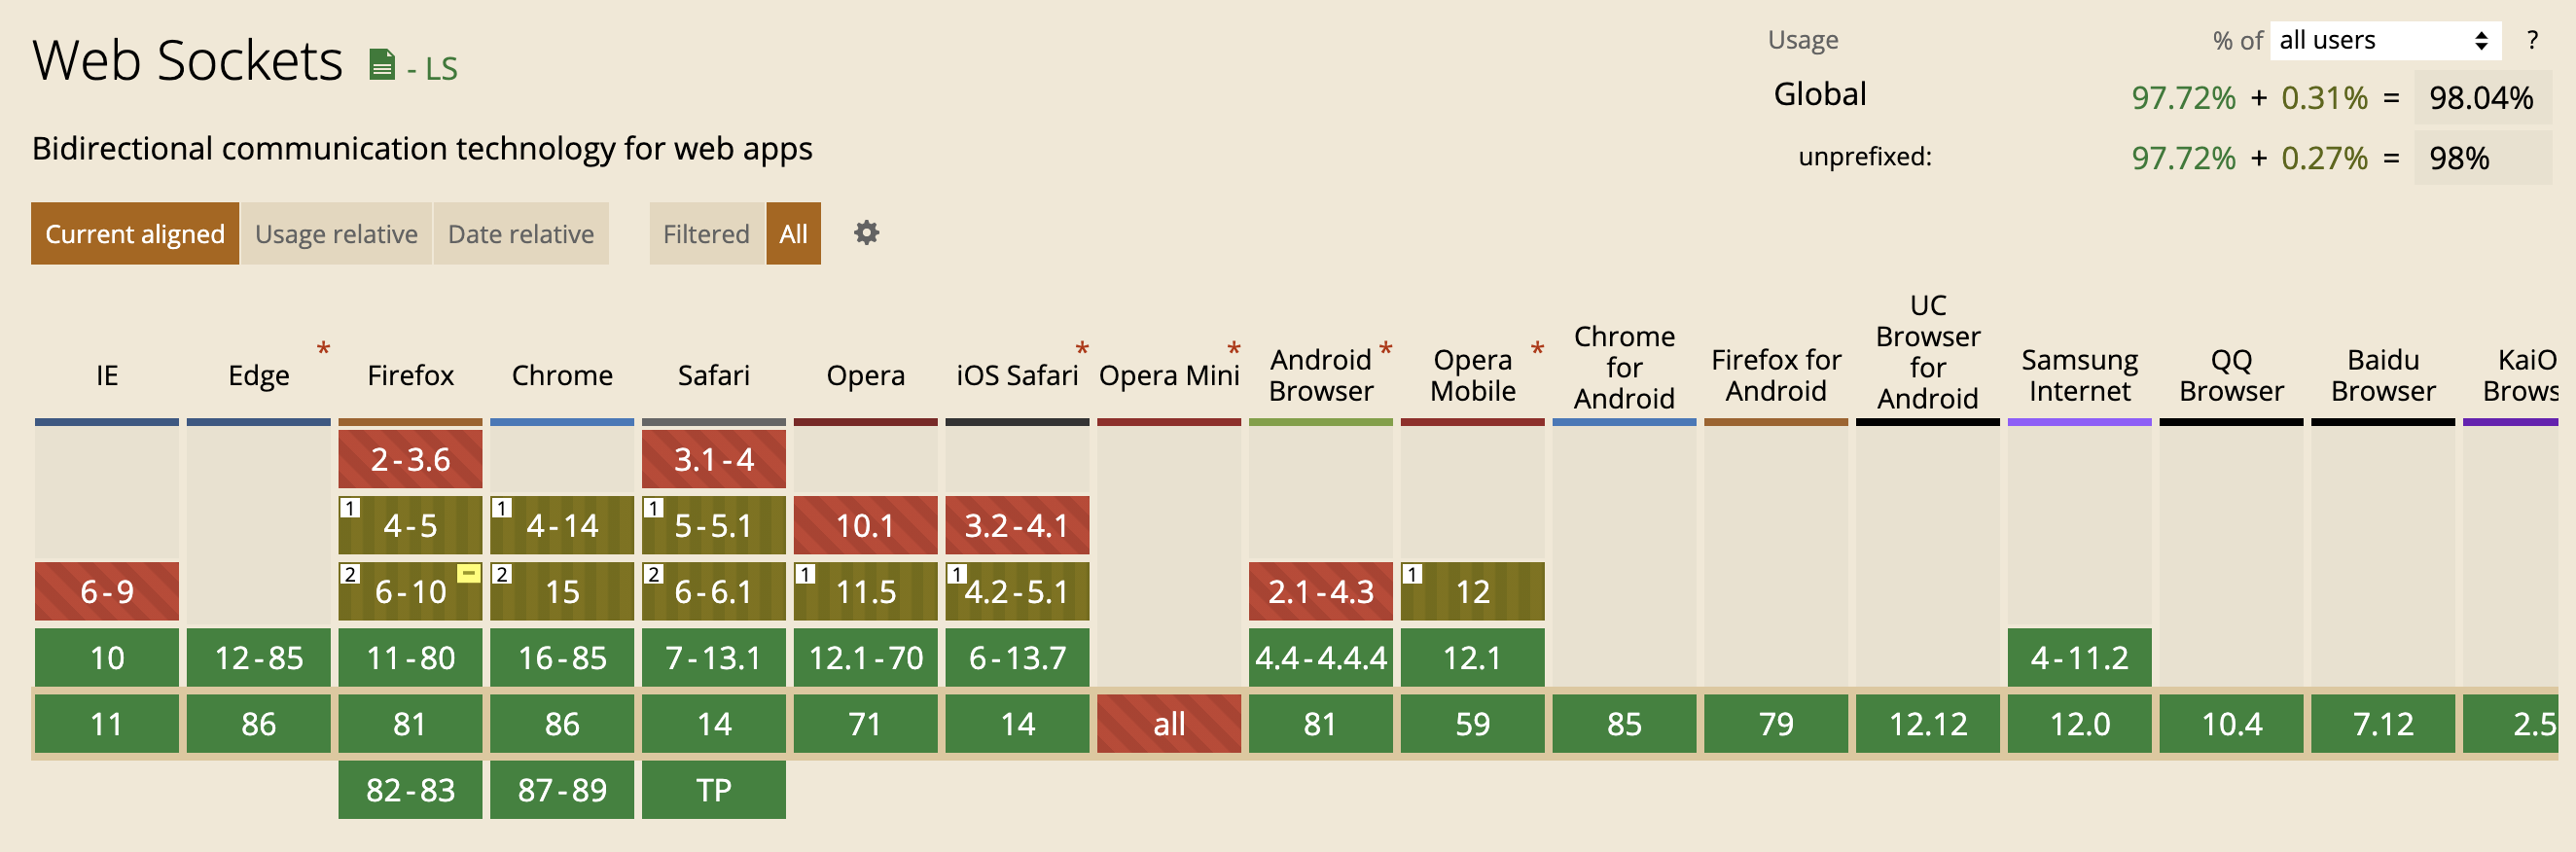 Web Sockets - LS
Usage % of all users ?
Global 97.72% + 0.31% = 98.04%
unprefixed: 97.72% + 0.27% = 98%
Bidirectional communication technology for web apps
Current aligned Usage relative Date relative Filtered All
IE
Edge *
Firefox
Chrome
Safari
Opera
iOS Safari *
Opera Mini *
Android *
Browser
Opera *
Mobile
Chrome
for
Android
Firefox for
Android
UC
Browser
for
Android
Samsung
Internet
QQ
Browser
Baidu
Browser
KaiO
Brows
2-3.6 3.1-4
1 4-5 1 4-14 1 5-5.1 10.1 3.2-4.1
6-9 2 6-10 2 15 2 6-6.1 1 11.5 1 4.2-5.1 2.1-4.3 1 12
10 12-85 11-80 16-85 7-13.1 12.1-70 6-13.7 4.4-4.4.4 12.1 4-11.2
11 86 81 86 14 71 14 all 81 59 85 79 12.12 12.0 10.4 7.12 2.5
82-83 87-89 TP